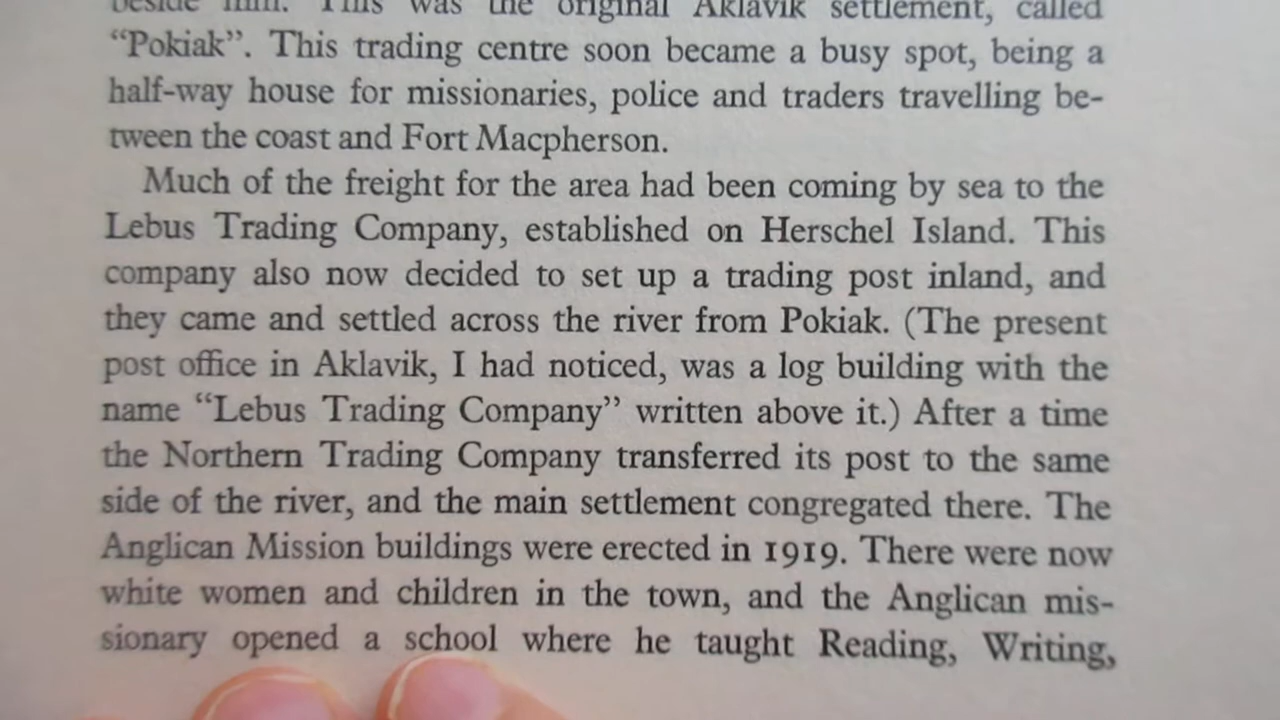 beside him. This was the original Aklavik settlement, called
“Pokiak”. This trading centre soon became a busy spot, being a
half-way house for missionaries, police and traders travelling be-
tween the coast and Fort Macpherson.
Much of the freight for the area had been coming by sea to the
Lebus Trading Company, established on Herschel Island. This
company also now decided to set up a trading post inland, and
they came and settled across the river from Pokiak. (The present
post office in Aklavik, I had noticed, was a log building with the
name “Lebus Trading Company” written above it.) After a time
the Northern Trading Company transferred its post to the same
side of the river, and the main settlement congregated there. The
Anglican Mission buildings were erected in 1919. There were now
white women and children in the town, and the Anglican mis-
sionary opened a school where he taught Reading, Writing,